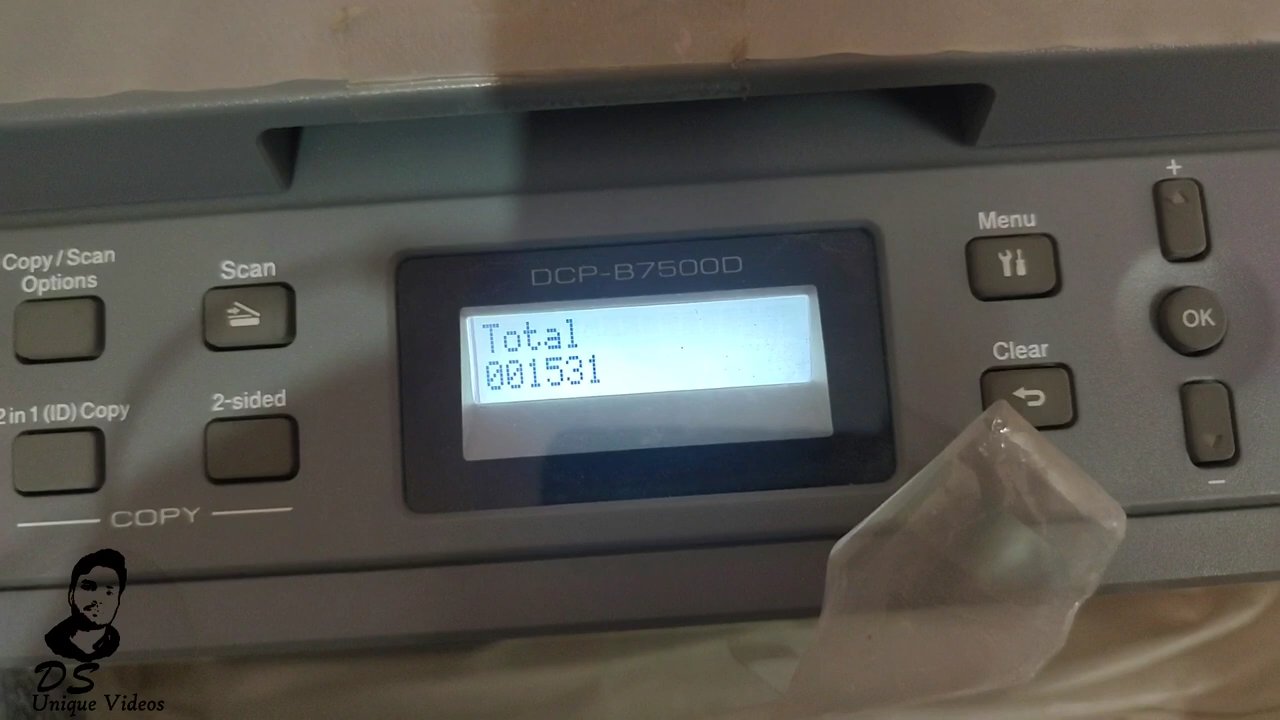 Copy/Scan
Options
Scan
2 in 1 (ID) Copy
2-sided
COPY
DCP-B7500D
Total
001531
Menu
Clear
+
OK
−
DS
Unique Videos